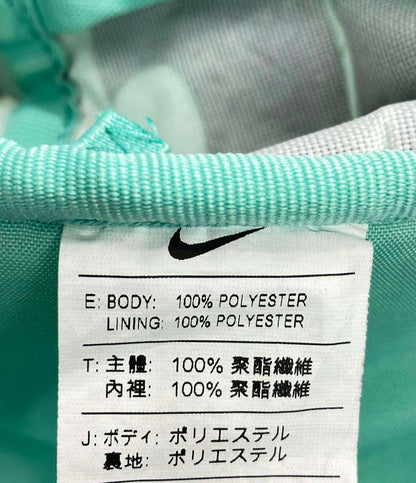 E: BODY: 100% POLYESTER
LINING: 100% POLYESTER
T: 主體: 100% 聚酯纖維
內裡: 100% 聚酯纖維
J: ボディ: ポリエステル
裏地: ポリエステル